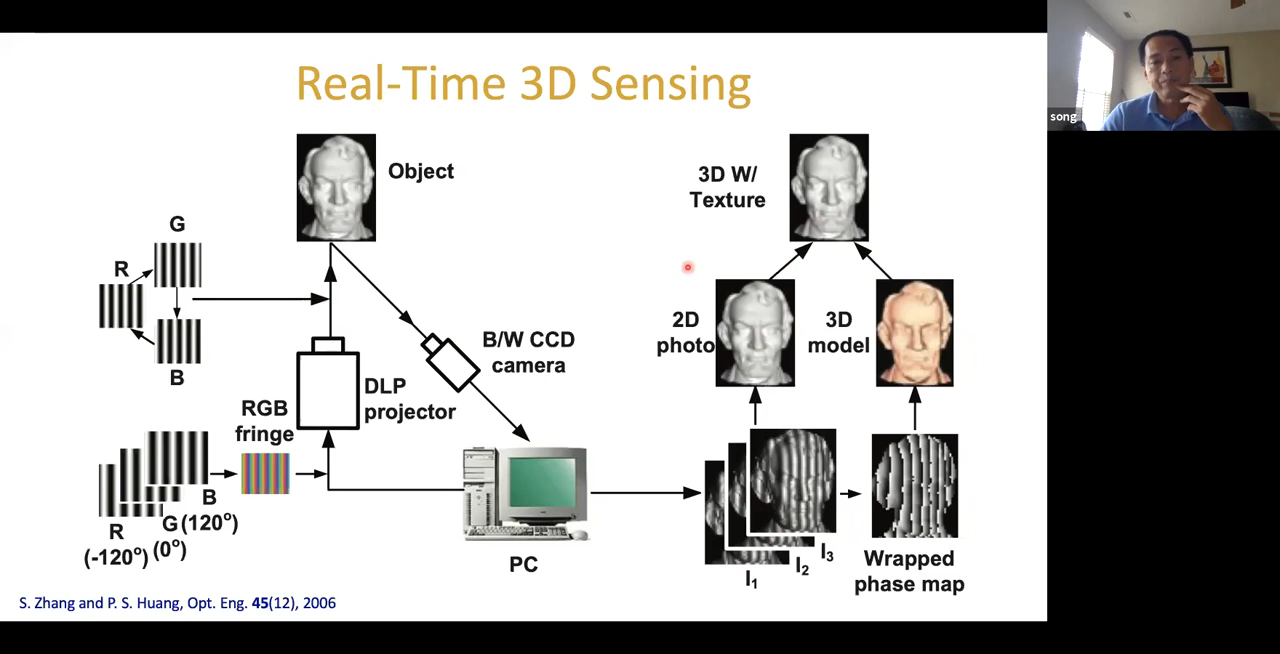 Real-Time 3D Sensing
song
Object
3D W/
Texture
G
R
B
B/W CCD
camera
2D
photo
3D
model
DLP
projector
RGB
fringe
B
(120°)
G
(0°)
R
(-120°)
PC
I1
I2
I3
Wrapped
phase map
S. Zhang and P. S. Huang, Opt. Eng. 45(12), 2006